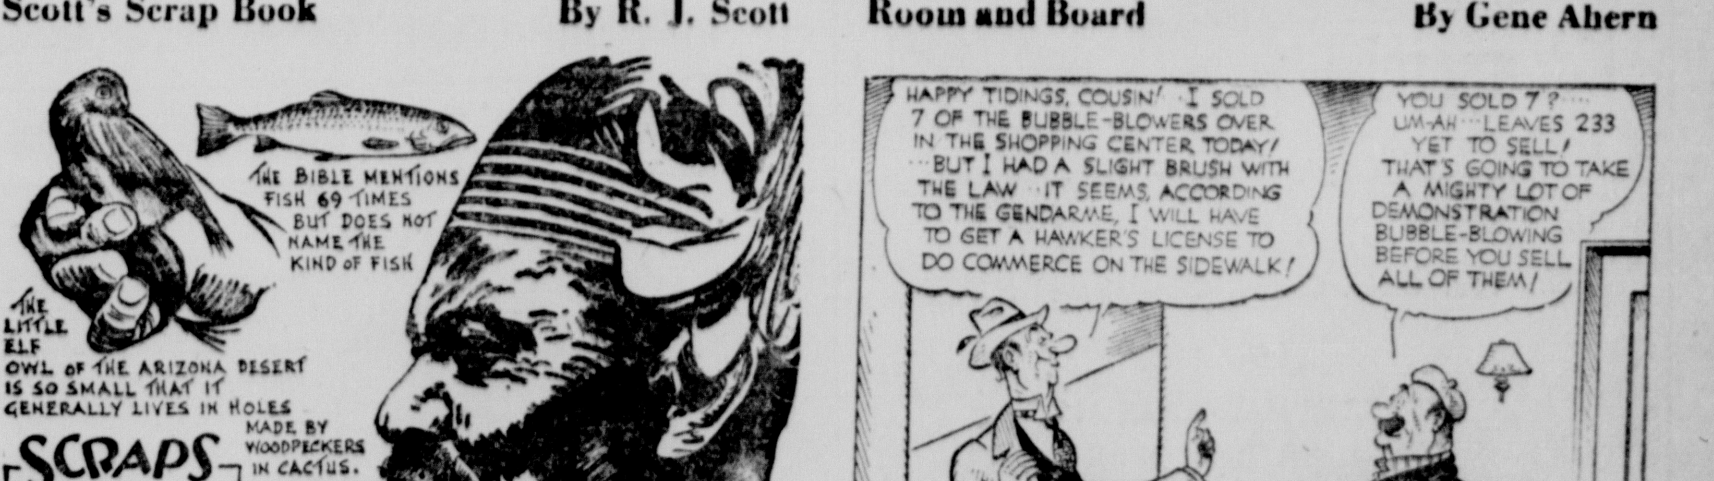 Scott's Scrap Book
By R. J. Scott
THE BIBLE MENTIONS
FISH 69 TIMES
BUT DOES NOT
NAME THE
KIND OF FISH
THE
LITTLE
ELF
OWL OF THE ARIZONA DESERT
IS SO SMALL THAT IT
GENERALLY LIVES IN HOLES
MADE BY
WOODPECKERS
IN CACTUS.
SCRAPS
Room and Board
By Gene Ahern
HAPPY TIDINGS, COUSIN! ·I SOLD
7 OF THE BUBBLE-BLOWERS OVER
IN THE SHOPPING CENTER TODAY!
···BUT I HAD A SLIGHT BRUSH WITH
THE LAW ··IT SEEMS, ACCORDING
TO THE GENDARME, I WILL HAVE
TO GET A HAWKER'S LICENSE TO
DO COMMERCE ON THE SIDEWALK!
YOU SOLD 7?····
UM-AH···LEAVES 233
YET TO SELL!
THAT'S GOING TO TAKE
A MIGHTY LOT OF
DEMONSTRATION
BUBBLE-BLOWING
BEFORE YOU SELL
ALL OF THEM!